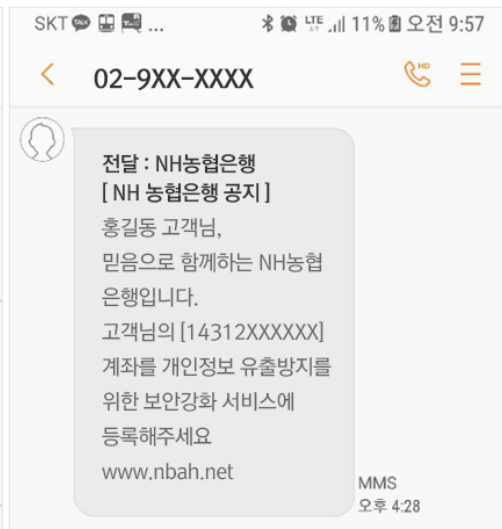 SKT ... LTE 11% 오전 9:57
02-9XX-XXXX
HD
전달 : NH농협은행
[ NH 농협은행 공지 ]
홍길동 고객님,
믿음으로 함께하는 NH농협
은행입니다.
고객님의 [14312XXXXXX]
계좌를 개인정보 유출방지를
위한 보안강화 서비스에
등록해주세요
www.nbah.net
MMS
오후 4:28